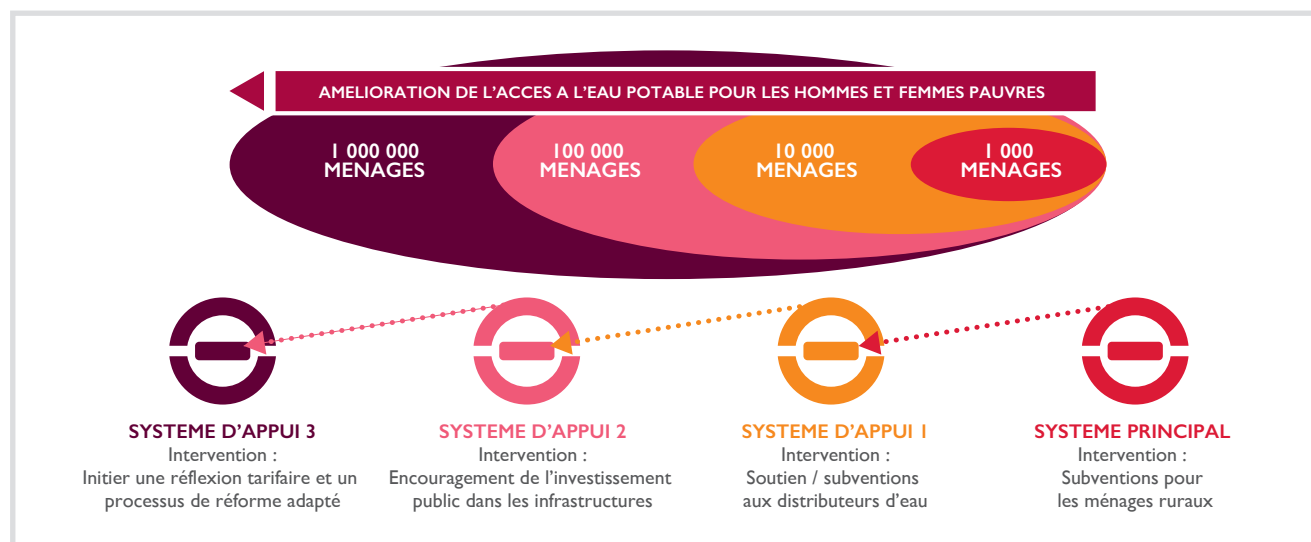 AMELIORATION DE L’ACCES A L’EAU POTABLE POUR LES HOMMES ET FEMMES PAUVRES
1 000 000
MENAGES
100 000
MENAGES
10 000
MENAGES
1 000
MENAGES
SYSTEME D’APPUI 3
Intervention :
Initier une réflexion tarifaire et un
processus de réforme adapté
SYSTEME D’APPUI 2
Intervention :
Encouragement de l’investissement
public dans les infrastructures
SYSTEME D’APPUI 1
Intervention :
Soutien / subventions
aux distributeurs d’eau
SYSTEME PRINCIPAL
Intervention :
Subventions pour
les ménages ruraux